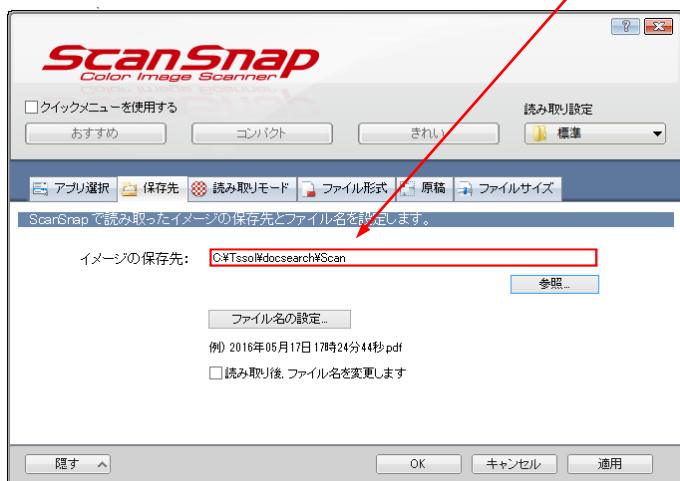 ScanSnap
Color Image Scanner
クイックメニューを使用する
読み取り設定
おすすめ コンパクト きれい 標準
アプリ選択 保存先 読み取りモード ファイル形式 原稿 ファイルサイズ
ScanSnapで読み取ったイメージの保存先とファイル名を設定します。
イメージの保存先: C:¥Tssol¥docsearch¥Scan
参照...
ファイル名の設定...
例) 2016年05月17日17時24分44秒.pdf
読み取り後、ファイル名を変更します
隠す OK キャンセル 適用